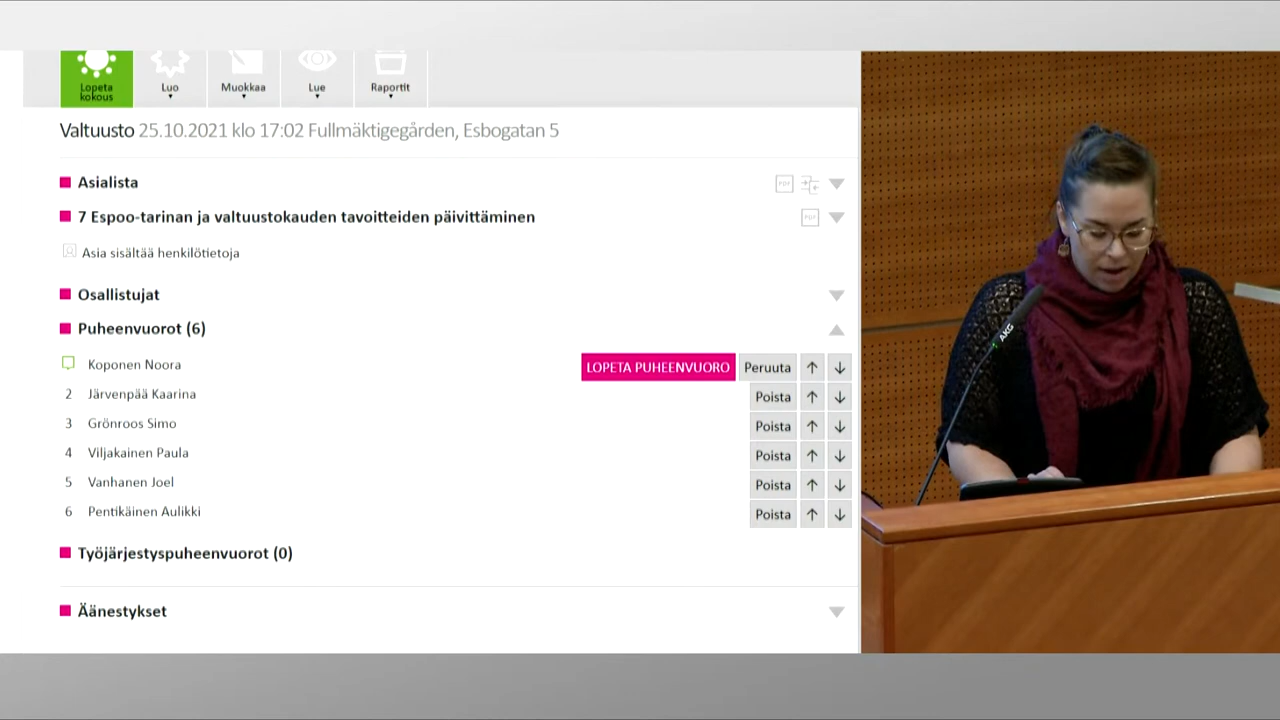 Lopeta kokous
Luo
Muokkaa
Lue
Raportit
Valtuusto 25.10.2021 klo 17:02 Fullmäktigegården, Esbogatan 5
Asialista
PDF
7 Espoo-tarinan ja valtuustokauden tavoitteiden päivittäminen
PDF
Asia sisältää henkilötietoja
Osallistujat
Puheenvuorot (6)
Koponen Noora LOPETA PUHEENVUORO Peruuta
2 Järvenpää Kaarina Poista
3 Grönroos Simo Poista
4 Viljakainen Paula Poista
5 Vanhanen Joel Poista
6 Pentikäinen Aulikki Poista
Työjärjestyspuheenvuorot (0)
Äänestykset
AKG